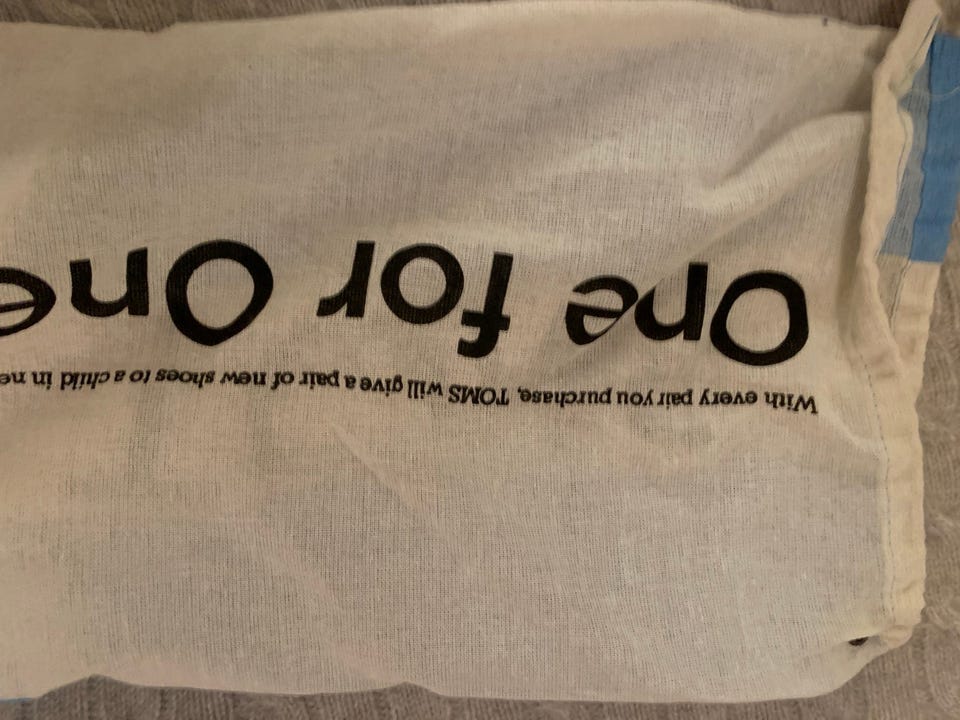 One for One
With every pair you purchase, TOMS will give a pair of new shoes to a child in